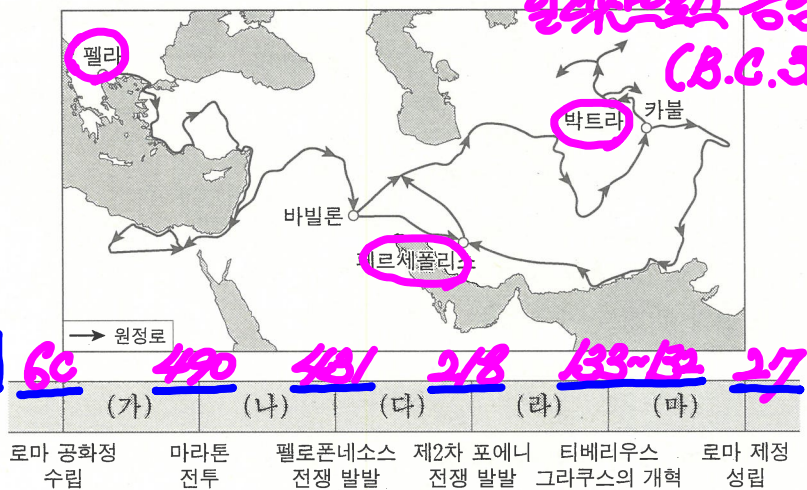 (B.C.3
펠라
박트라
카불
바빌론
페르세폴리스
원정로
6C 490 431 218 133~132 27
(가) (나) (다) (라) (마)
로마 공화정 마라톤 펠로폰네소스 제2차 포에니 티베리우스 로마 제정
수립 전투 전쟁 발발 전쟁 발발 그라쿠스의 개혁 성립